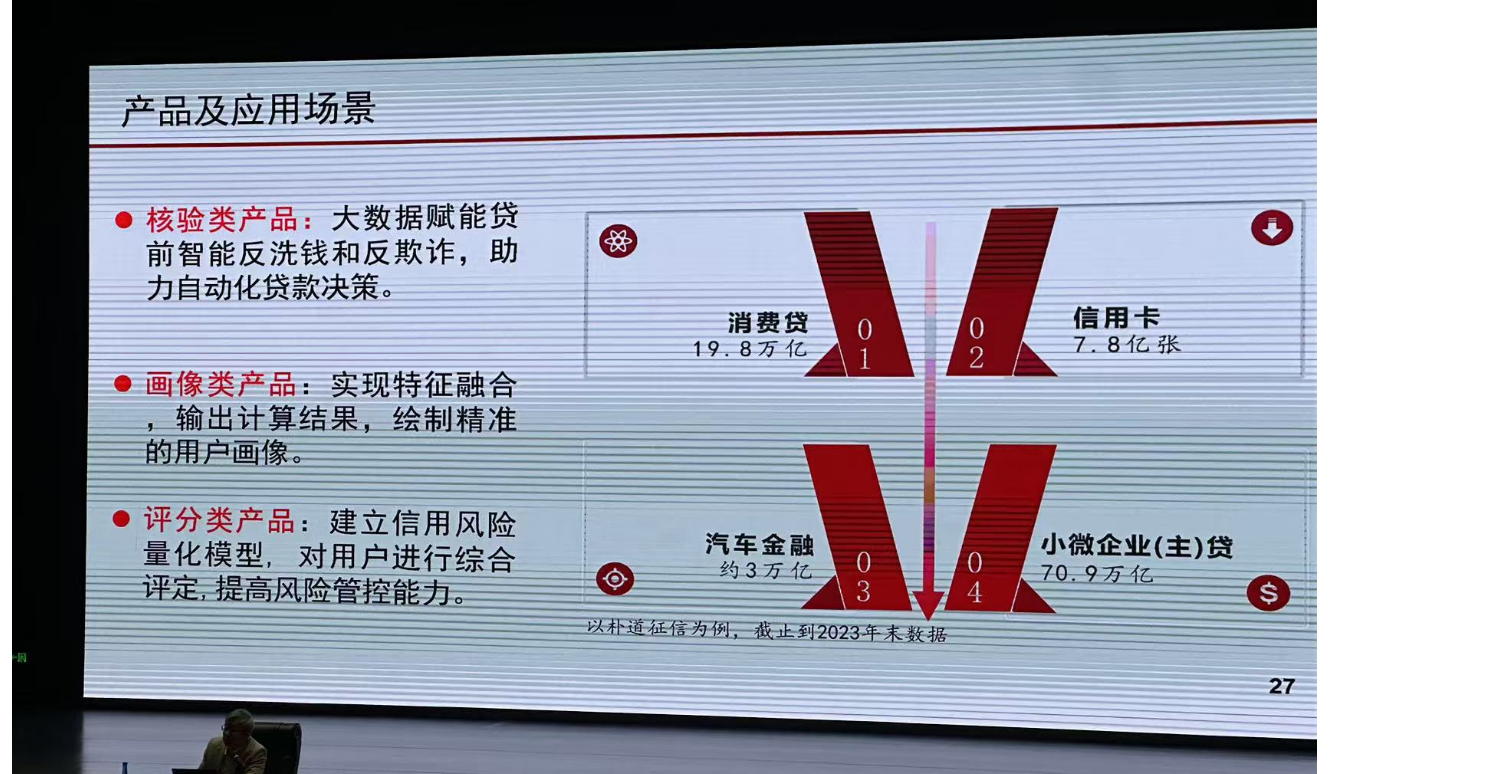 产品及应用场景
核验类产品：大数据赋能贷
前智能反洗钱和反欺诈，助
力自动化贷款决策。
画像类产品：实现特征融合
，输出计算结果，绘制精准
的用户画像。
评分类产品：建立信用风险
量化模型，对用户进行综合
评定,提高风险管控能力。
消费贷
19.8万亿
01
02
信用卡
7.8亿张
汽车金融
约3万亿
03
04
小微企业(主)贷
70.9万亿
$
以朴道征信为例，截止到2023年末数据
27